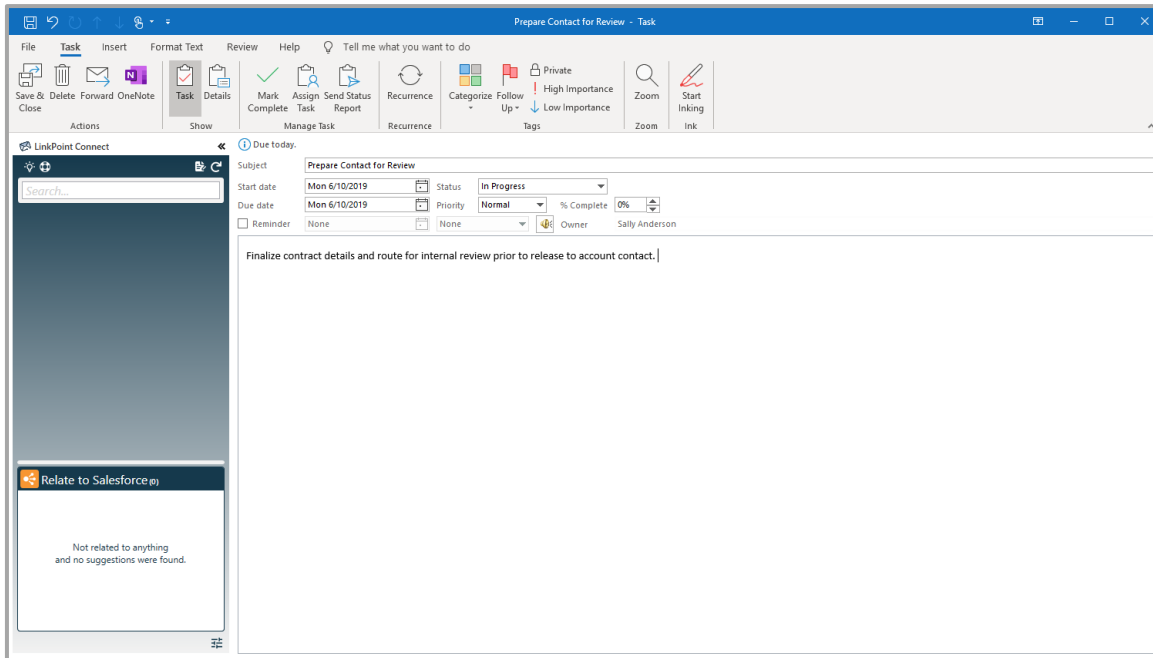 Prepare Contact for Review - Task
File Task Insert Format Text Review Help Tell me what you want to do
Save & Close
Delete
Forward
OneNote
Actions
Task
Details
Show
Mark Complete
Assign Task
Send Status Report
Manage Task
Recurrence
Recurrence
Categorize
Follow Up
Private
High Importance
Low Importance
Tags
Zoom
Zoom
Start Inking
Ink
LinkPoint Connect
Search...
Relate to Salesforce (0)
Not related to anything
and no suggestions were found.
Due today.
Subject Prepare Contact for Review
Start date Mon 6/10/2019 Status In Progress
Due date Mon 6/10/2019 Priority Normal % Complete 0%
Reminder None None Owner Sally Anderson
Finalize contract details and route for internal review prior to release to account contact.